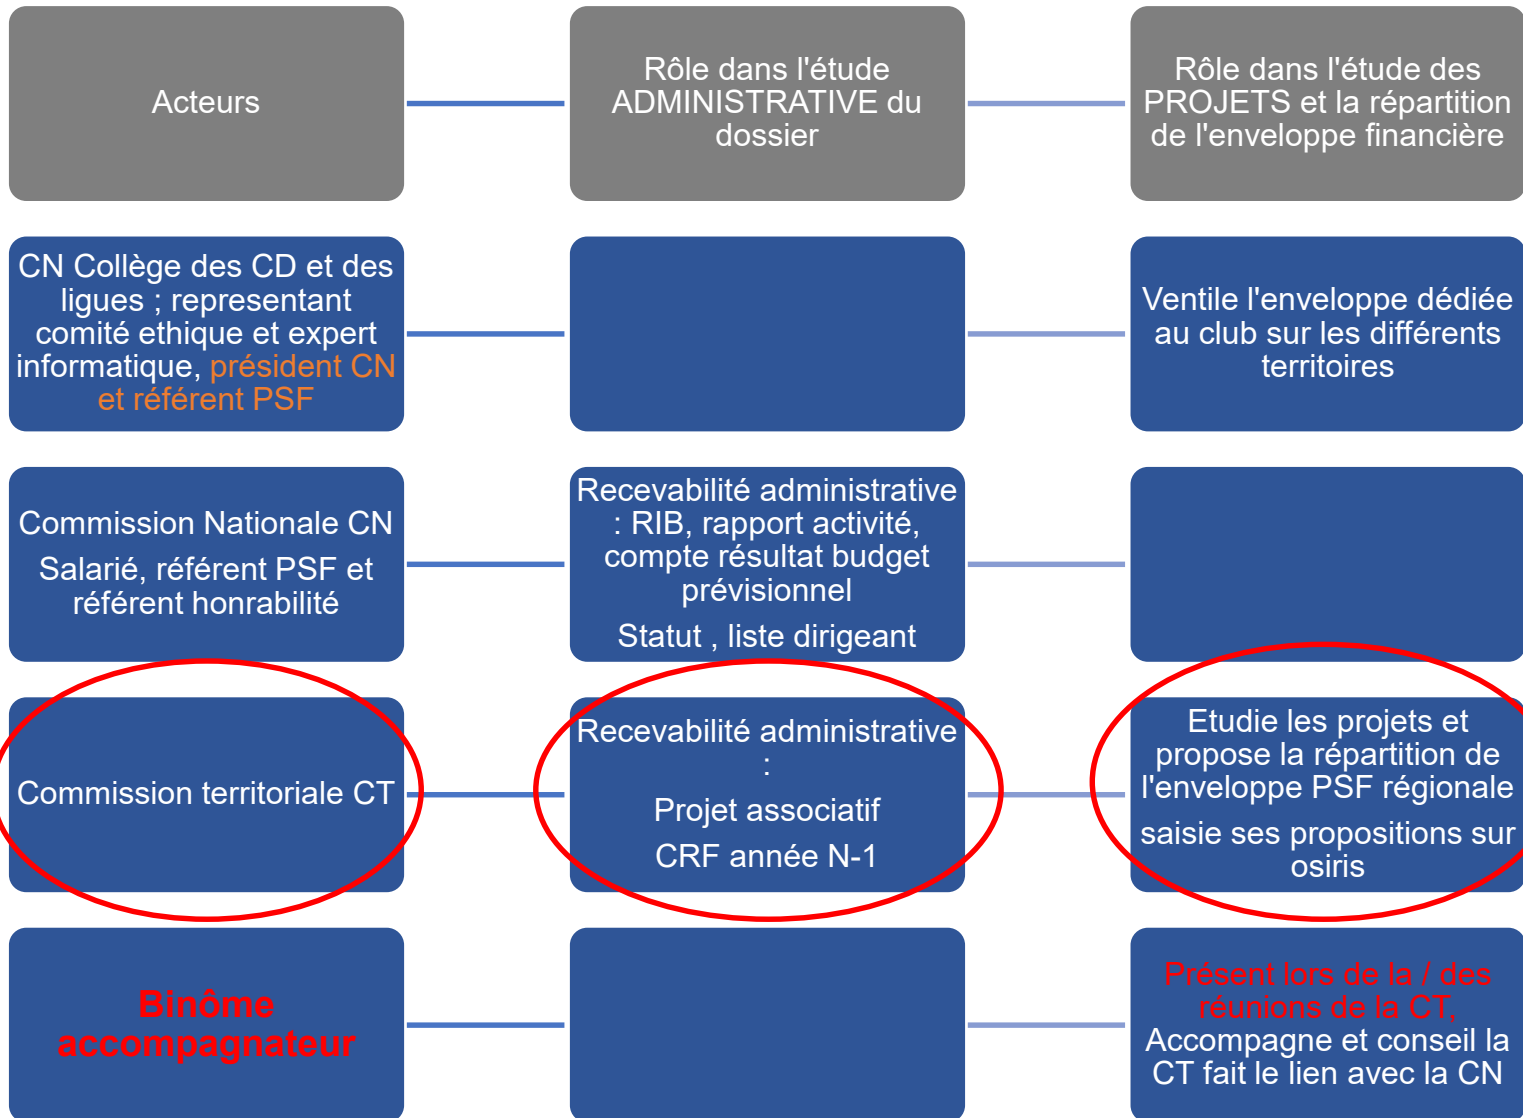 Acteurs
Rôle dans l'étude
ADMINISTRATIVE du
dossier
Rôle dans l'étude des
PROJETS et la répartition
de l'enveloppe financière
CN Collège des CD et des
ligues ; representant
comité ethique et expert
informatique, président CN
et référent PSF
Ventile l'enveloppe dédiée
au club sur les différents
territoires
Commission Nationale CN
Salarié, référent PSF et
référent honrabilité
Recevabilité administrative
: RIB, rapport activité,
compte résultat budget
prévisionnel
Statut , liste dirigeant
Commission territoriale CT
Recevabilité administrative
:
Projet associatif
CRF année N-1
Etudie les projets et
propose la répartition de
l'enveloppe PSF régionale
saisie ses propositions sur
osiris
Binôme
accompagnateur
Présent lors de la / des
réunions de la CT,
Accompagne et conseil la
CT fait le lien avec la CN